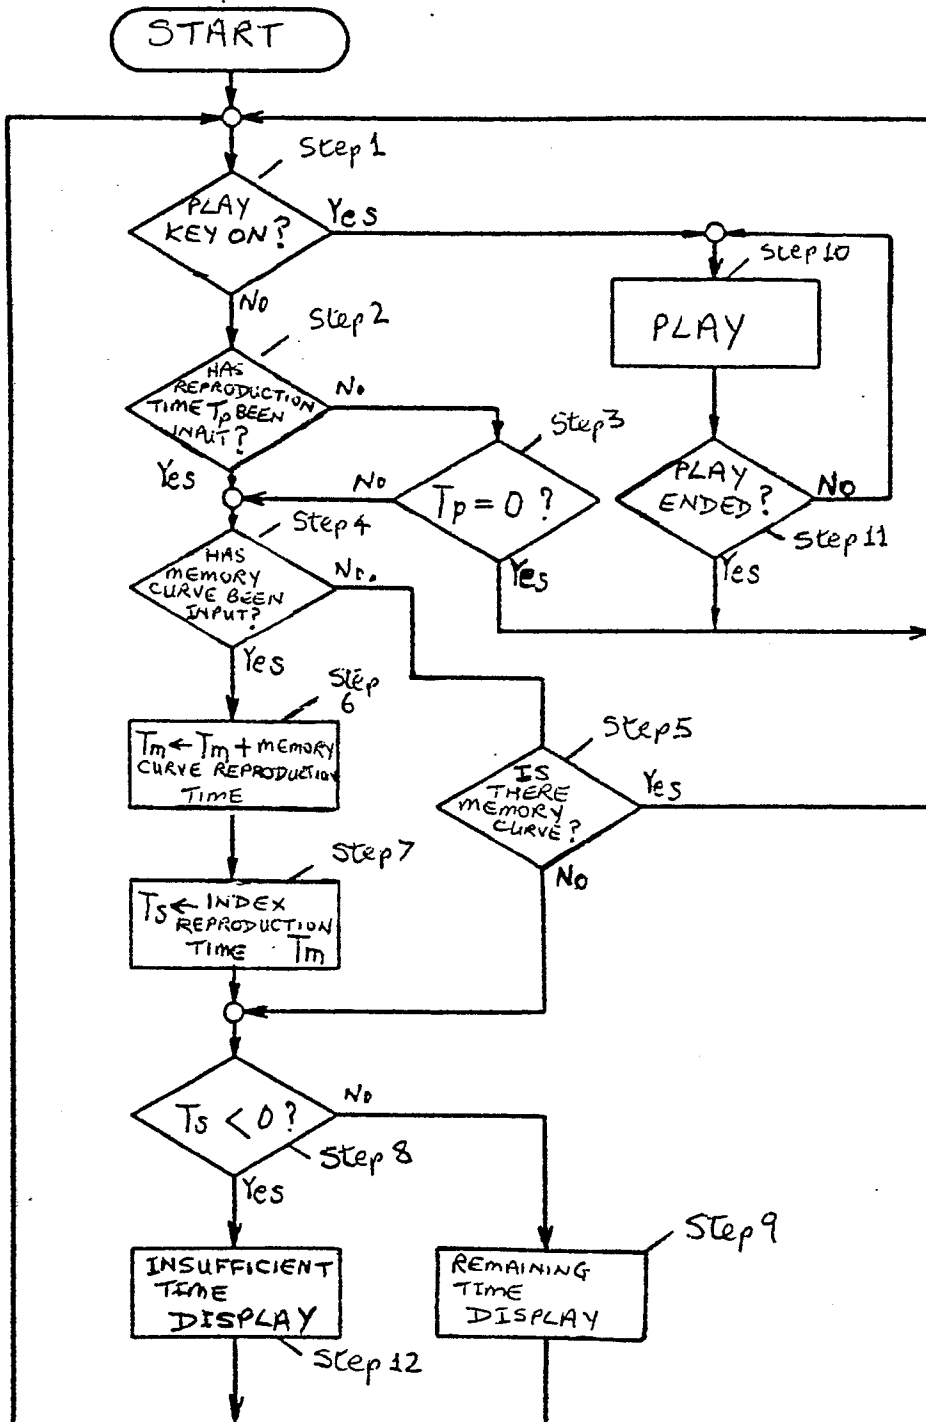 START
Step 1
PLAY
KEY ON?
Yes
No
Step 10
PLAY
Step 2
HAS
REPRODUCTION
TIME Tp BEEN
INPUT?
No
Yes
Step 3
Tp = 0 ?
No
Yes
PLAY
ENDED?
No
Step 11
Yes
Step 4
HAS
MEMORY
CURVE BEEN
INPUT?
No.
Yes
Step
6
Tm ← Tm + MEMORY
CURVE REPRODUCTION
TIME
Step 5
IS
THERE
MEMORY
CURVE?
Yes
No
Step 7
Ts ← INDEX
REPRODUCTION
TIME Tm
Ts < 0?
No
Step 8
Yes
INSUFFICIENT
TIME
DISPLAY
Step 12
Step 9
REMAINING
TIME
DISPLAY